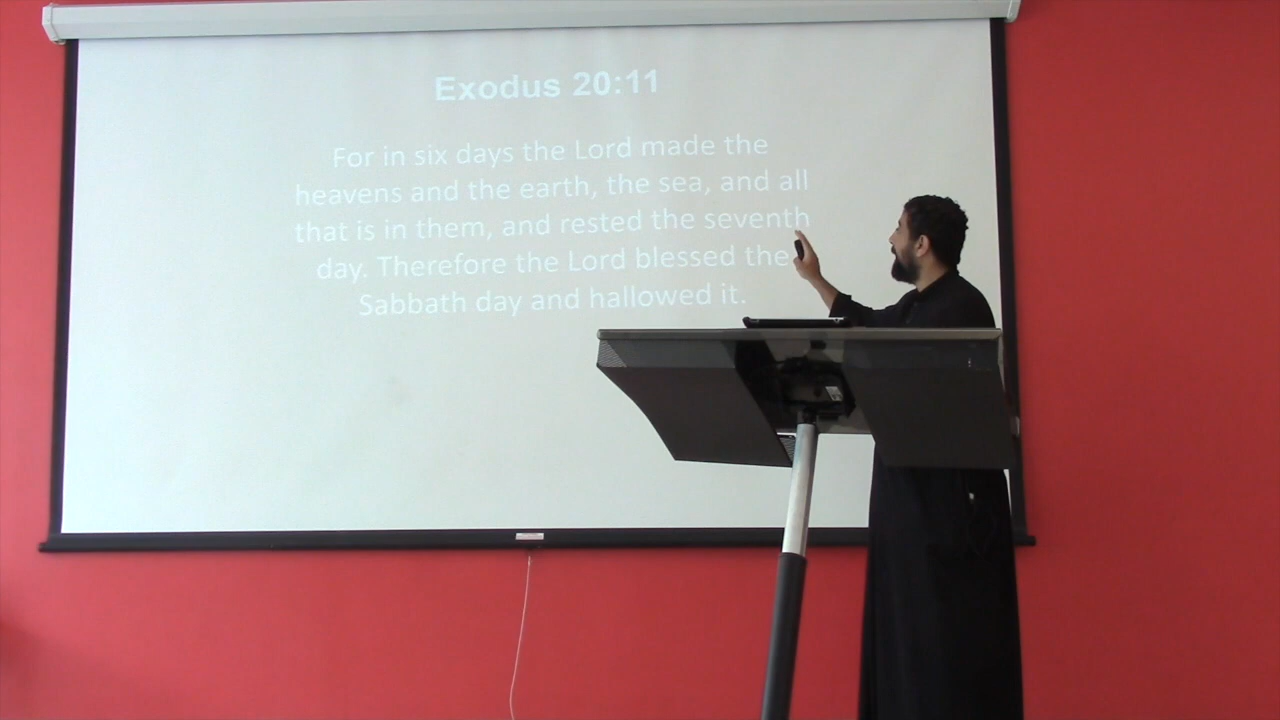 Exodus 20:11
For in six days the Lord made the
heavens and the earth, the sea, and all
that is in them, and rested the seventh
day. Therefore the Lord blessed the
Sabbath day and hallowed it.